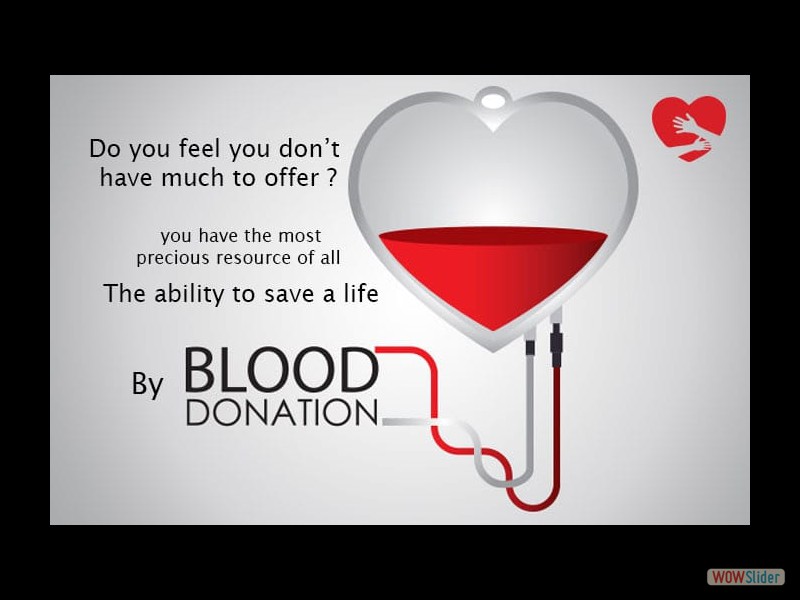 Do you feel you don’t
have much to offer ?
you have the most
precious resource of all
The ability to save a life
By BLOOD
DONATION
WOWSlider